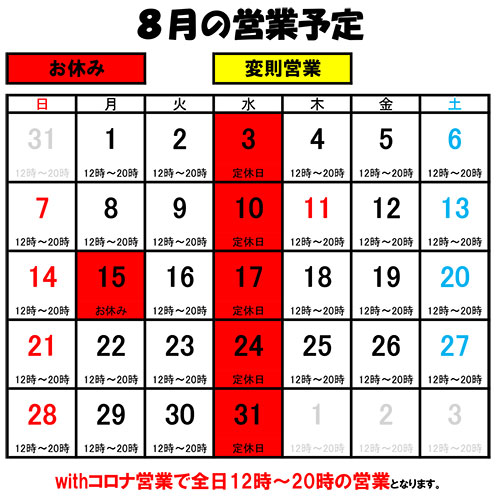 8月の営業予定
お休み 変則営業
日 月 火 水 木 金 土
31 1 2 3 4 5 6
12時～20時 12時～20時 12時～20時 定休日 12時～20時 12時～20時 12時～20時
7 8 9 10 11 12 13
12時～20時 12時～20時 12時～20時 定休日 12時～20時 12時～20時 12時～20時
14 15 16 17 18 19 20
12時～20時 お休み 12時～20時 定休日 12時～20時 12時～20時 12時～20時
21 22 23 24 25 26 27
12時～20時 12時～20時 12時～20時 定休日 12時～20時 12時～20時 12時～20時
28 29 30 31 1 2 3
12時～20時 12時～20時 12時～20時 定休日 12時～20時 12時～20時 12時～20時
withコロナ営業で全日12時～20時の営業となります。